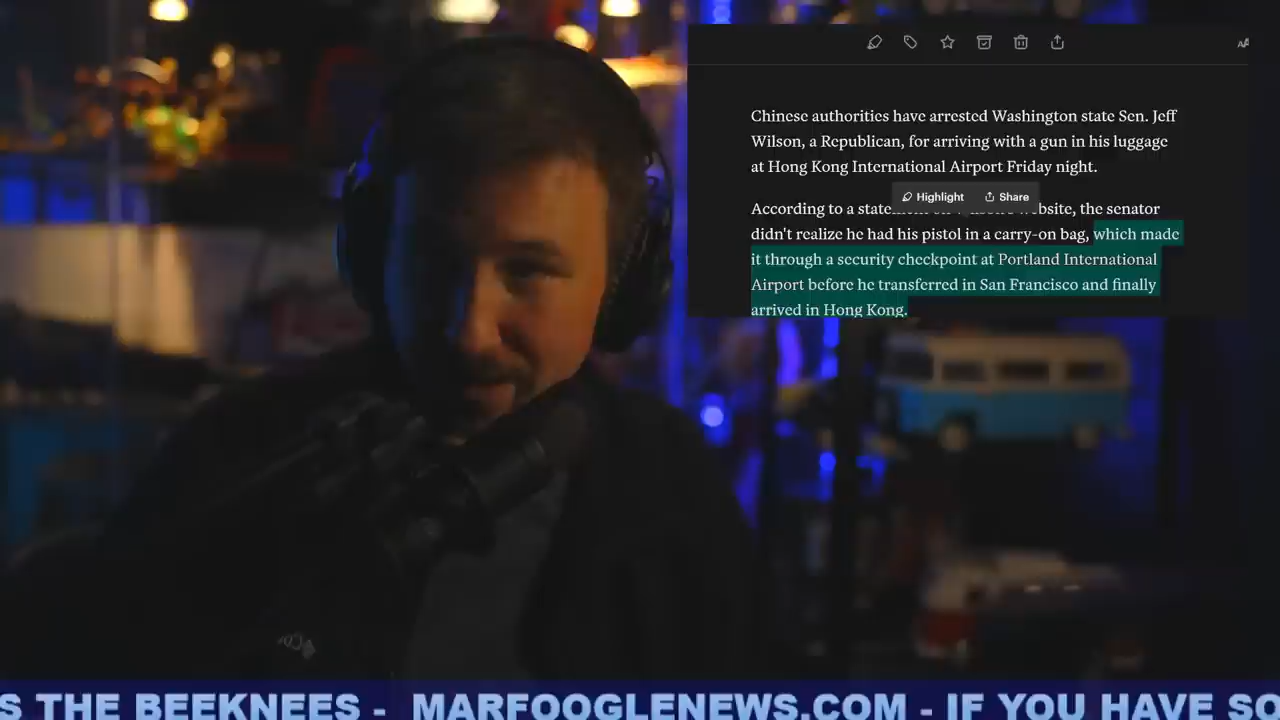 Chinese authorities have arrested Washington state Sen. Jeff
Wilson, a Republican, for arriving with a gun in his luggage
at Hong Kong International Airport Friday night.
Highlight Share
According to a statement on website, the senator
didn't realize he had his pistol in a carry-on bag, which made
it through a security checkpoint at Portland International
Airport before he transferred in San Francisco and finally
arrived in Hong Kong.
S THE BEEKNEES - MARFOOGLENEWS.COM - IF YOU HAVE SO